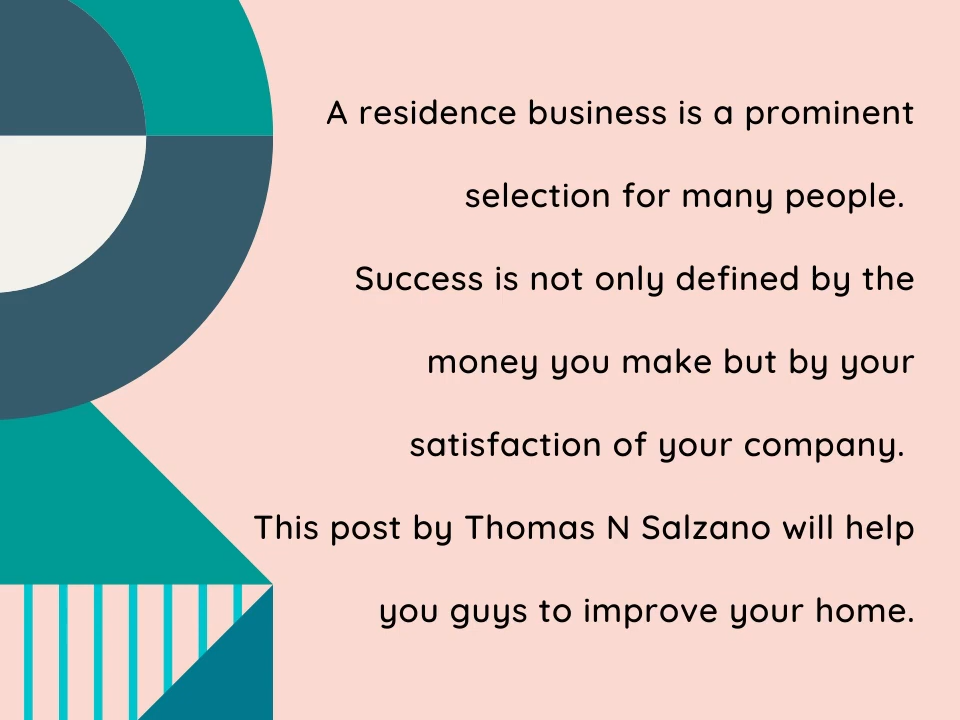 A residence business is a prominent
selection for many people.
Success is not only defined by the
money you make but by your
satisfaction of your company.
This post by Thomas N Salzano will help
you guys to improve your home.